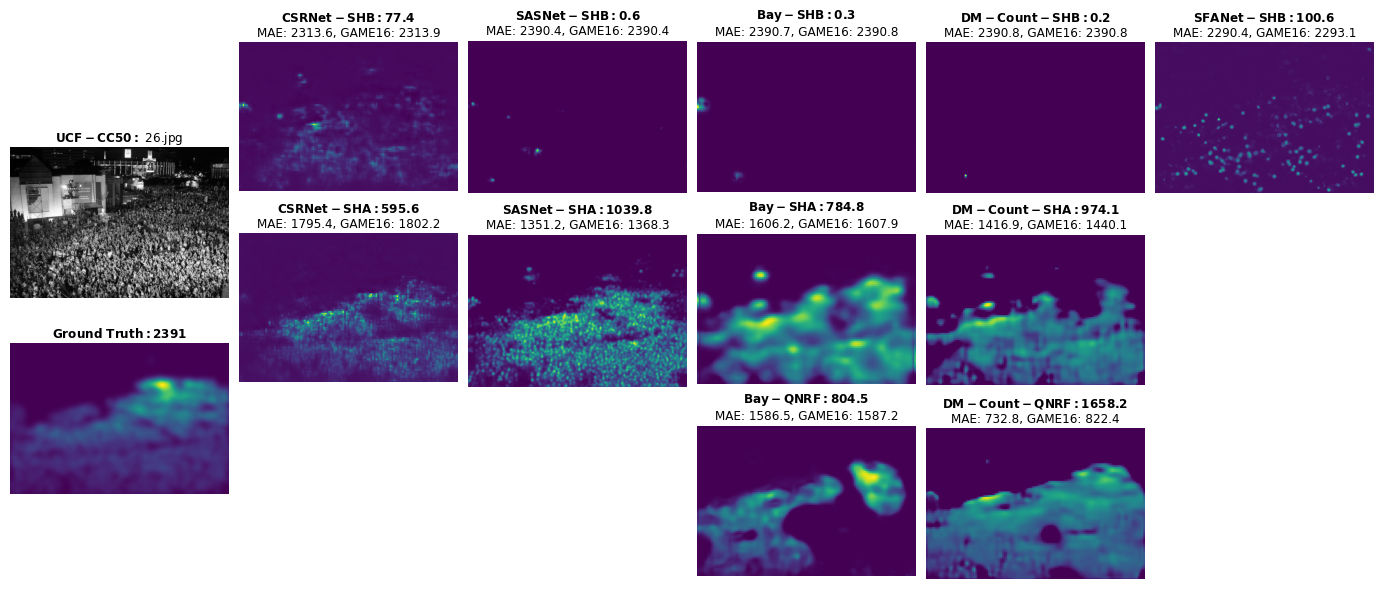 CSRNet − SHB : 77.4
MAE: 2313.6, GAME16: 2313.9
SASNet − SHB : 0.6
MAE: 2390.4, GAME16: 2390.4
Bay − SHB : 0.3
MAE: 2390.7, GAME16: 2390.8
DM − Count − SHB : 0.2
MAE: 2390.8, GAME16: 2390.8
SFANet − SHB : 100.6
MAE: 2290.4, GAME16: 2293.1
UCF − CC50 : 26.jpg
CSRNet − SHA : 595.6
MAE: 1795.4, GAME16: 1802.2
SASNet − SHA : 1039.8
MAE: 1351.2, GAME16: 1368.3
Bay − SHA : 784.8
MAE: 1606.2, GAME16: 1607.9
DM − Count − SHA : 974.1
MAE: 1416.9, GAME16: 1440.1
Ground Truth : 2391
Bay − QNRF : 804.5
MAE: 1586.5, GAME16: 1587.2
DM − Count − QNRF : 1658.2
MAE: 732.8, GAME16: 822.4